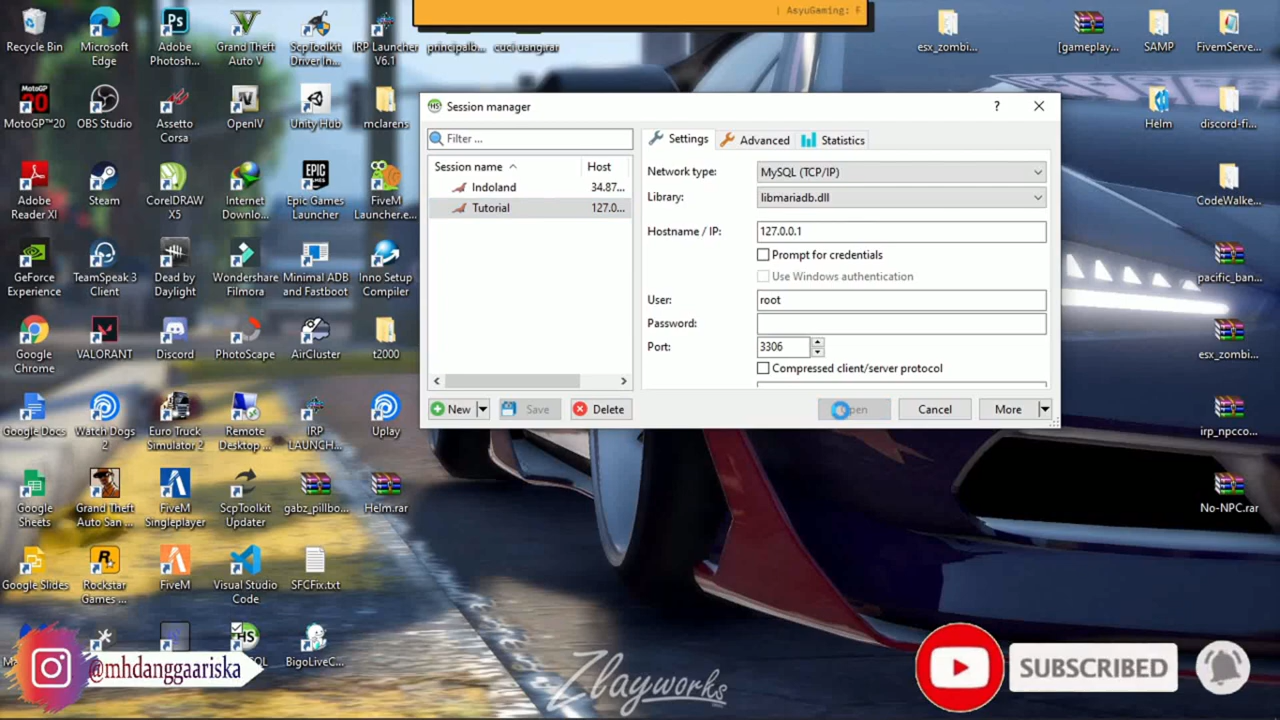 | AsyuGaming: F
Recycle Bin
Microsoft Edge
Adobe Photosh...
Grand Theft Auto V
ScpToolkit Driver In...
IRP Launcher V6.1
principalb...
cuci uangirar
esx_zombi...
[gameplay...
SAMP
FivemServe...
MotoGP™20
OBS Studio
Assetto Corsa
OpenIV
Unity Hub
mclarens
Helm
discord-fi...
Adobe Reader XI
Steam
CorelDRAW X5
Internet Downlo...
Epic Games Launcher
FiveM Launcher.e...
CodeWalke...
GeForce Experience
TeamSpeak 3 Client
Dead by Daylight
Wondershare Filmora
Minimal ADB and Fastboot
Inno Setup Compiler
pacific_ban...
Google Chrome
VALORANT
Discord
PhotoScape
AirCluster
t2000
esx_zombi...
Google Docs
Watch Dogs 2
Euro Truck Simulator 2
Remote Desktop ...
IRP LAUNCH...
Uplay
irp_npcco...
Google Sheets
Grand Theft Auto San ...
FiveM Singleplayer
ScpToolkit Updater
gabz_pillbo...
Helm.rar
No-NPC.rar
Google Slides
Rockstar Games ...
FiveM
Visual Studio Code
SFCFix.txt
BigoLiveC...
Session manager
?
Filter ...
Session name
Host
Indoland
34.87...
Tutorial
127.0...
New
Save
Delete
Settings
Advanced
Statistics
Network type:
MySQL (TCP/IP)
Library:
libmariadb.dll
Hostname / IP:
127.0.0.1
Prompt for credentials
Use Windows authentication
User:
root
Password:
Port:
3306
Compressed client/server protocol
Cancel
More
@mhdanggaariska
Zlayworks
SUBSCRIBED